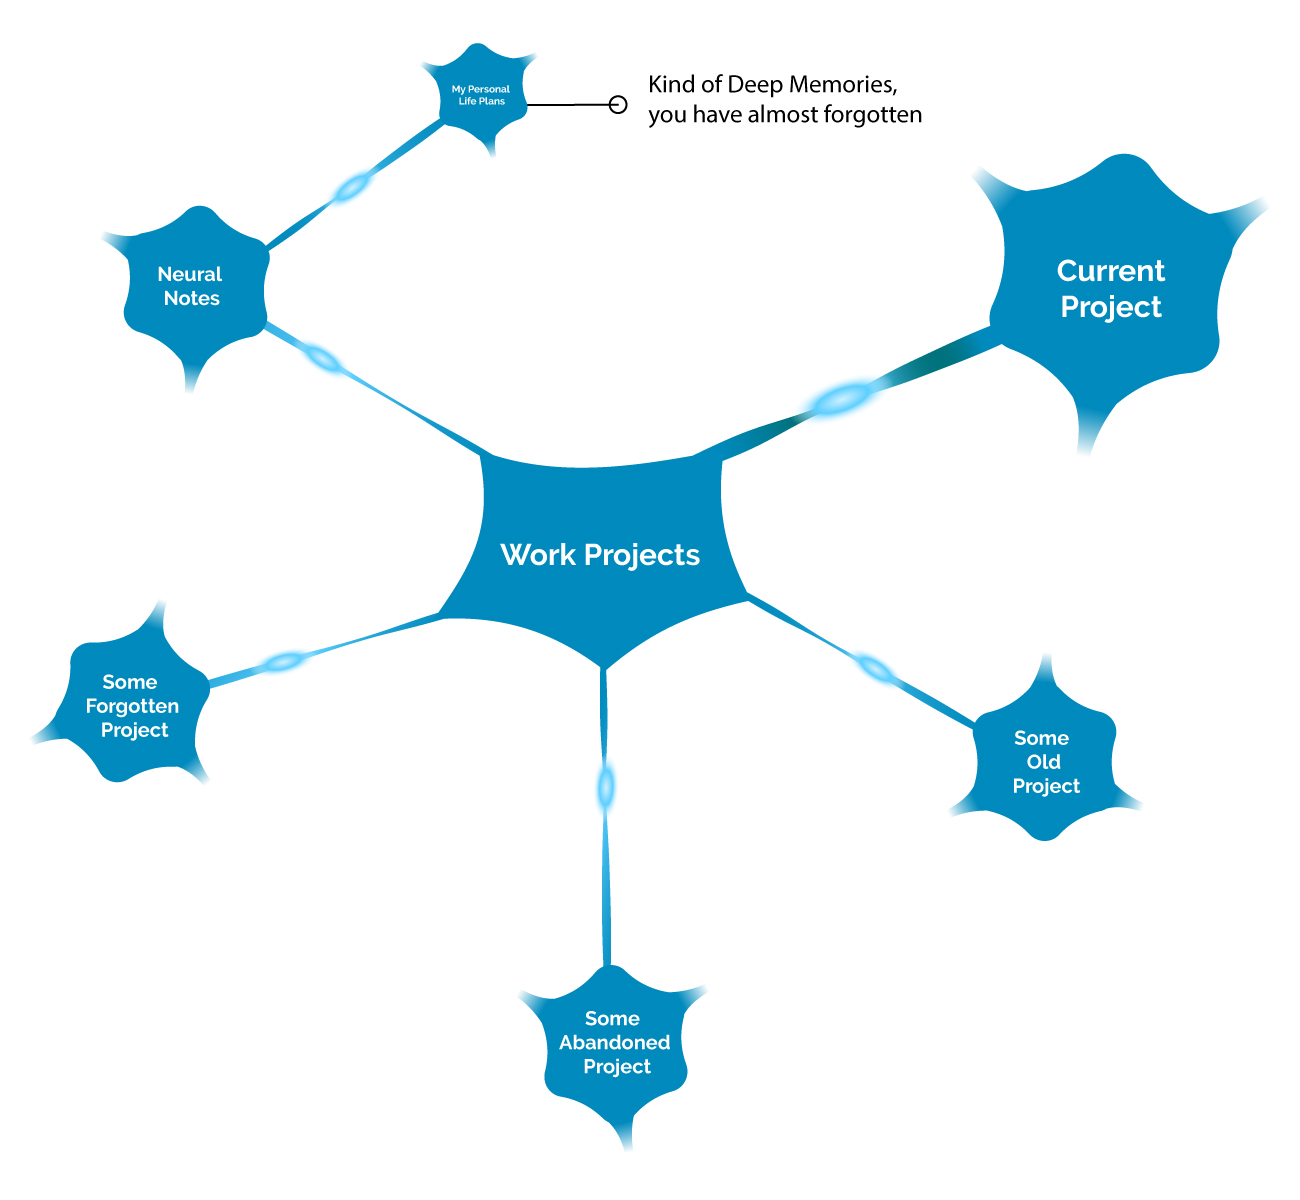 My Personal
Life Plans
Kind of Deep Memories,
you have almost forgotten
Neural
Notes
Current
Project
Work Projects
Some
Forgotten
Project
Some
Old
Project
Some
Abandoned
Project